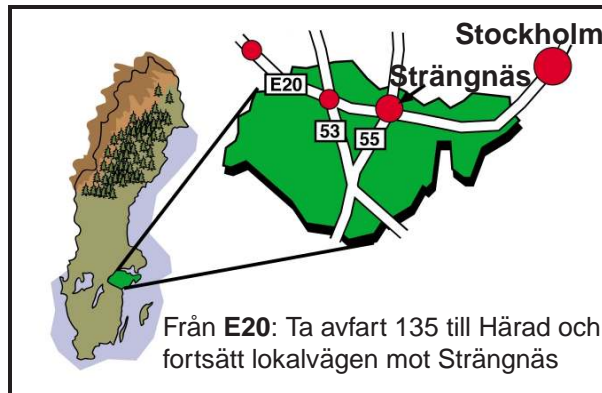 Stockholm
Strängnäs
E20
53
55
Från E20: Ta avfart 135 till Härad och
fortsätt lokalvägen mot Strängnäs